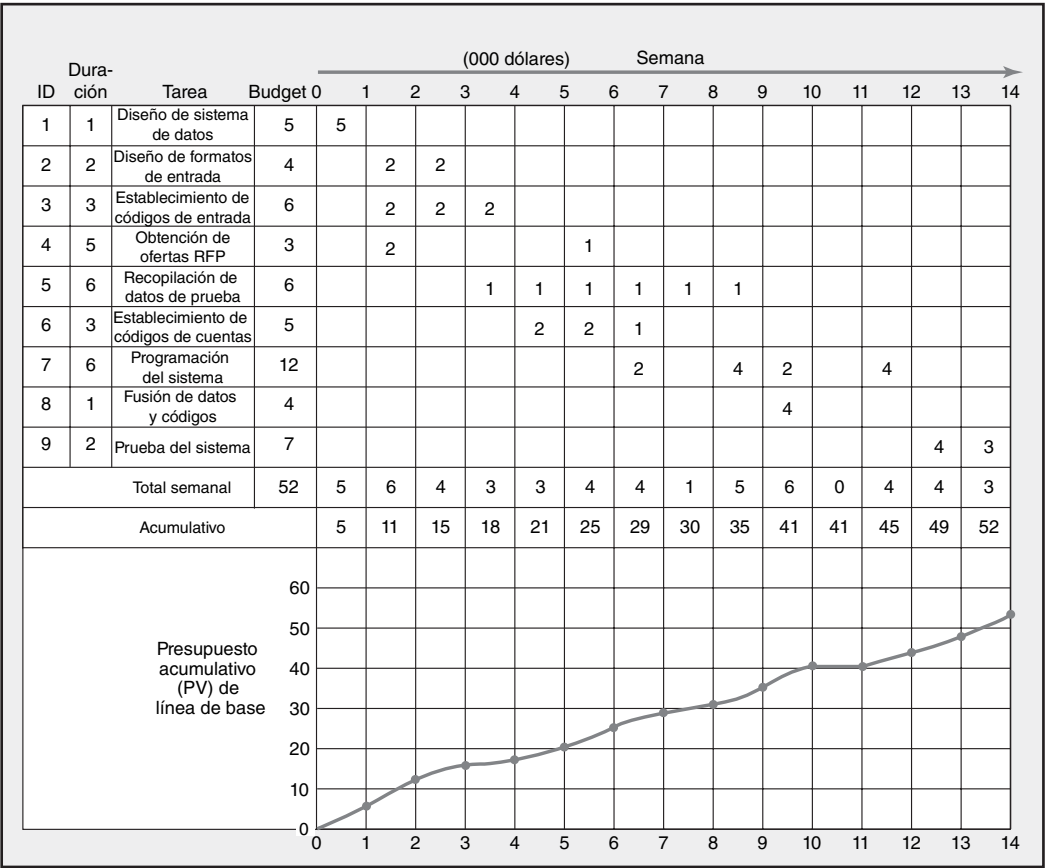 (000 dólares) Semana
ID Dura-
ción Tarea Budget 0 1 2 3 4 5 6 7 8 9 10 11 12 13 14
1 1 Diseño de sistema
de datos 5 5
2 2 Diseño de formatos
de entrada 4 2 2
3 3 Establecimiento de
códigos de entrada 6 2 2 2
4 5 Obtención de
ofertas RFP 3 2 1
5 6 Recopilación de
datos de prueba 6 1 1 1 1 1 1
6 3 Establecimiento de
códigos de cuentas 5 2 2 1
7 6 Programación
del sistema 12 2 4 2 4
8 1 Fusión de datos
y códigos 4 4
9 2 Prueba del sistema 7 4 3
Total semanal 52 5 6 4 3 3 4 4 1 5 6 0 4 4 3
Acumulativo 5 11 15 18 21 25 29 30 35 41 41 45 49 52
Presupuesto
acumulativo
(PV) de
línea de base
60
50
40
30
20
10
0
0 1 2 3 4 5 6 7 8 9 10 11 12 13 14